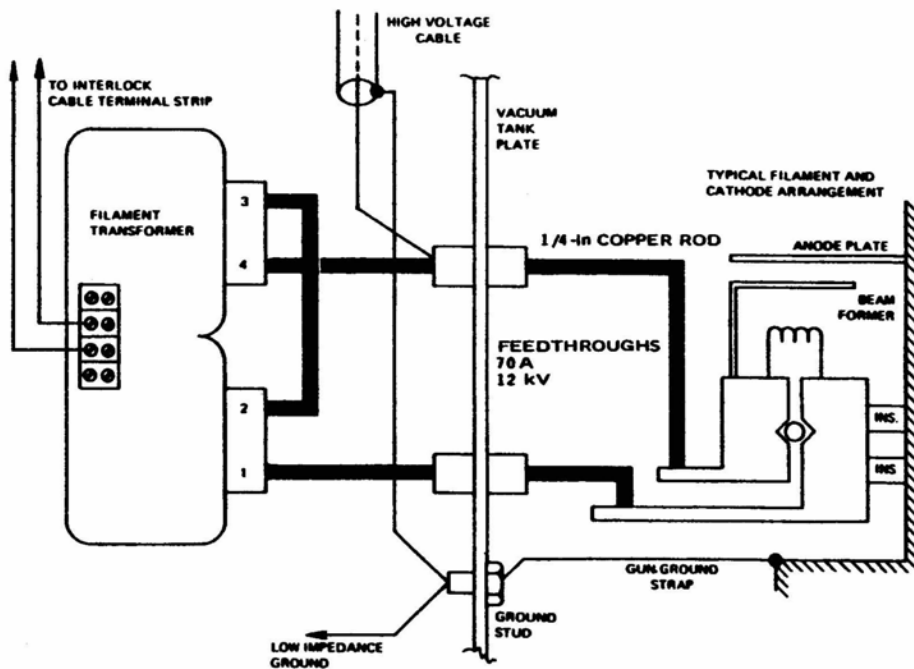 HIGH VOLTAGE
CABLE
TO INTERLOCK
CABLE TERMINAL STRIP
VACUUM
TANK
PLATE
TYPICAL FILAMENT AND
CATHODE ARRANGEMENT
FILAMENT
TRANSFORMER
3
4
1/4-in COPPER ROD
ANODE PLATE
BEAM
FORMER
FEEDTHROUGHS
70 A
12 kV
2
1
INS.
INS
GUN-GROUND
STRAP
GROUND
STUD
LOW IMPEDANCE
GROUND